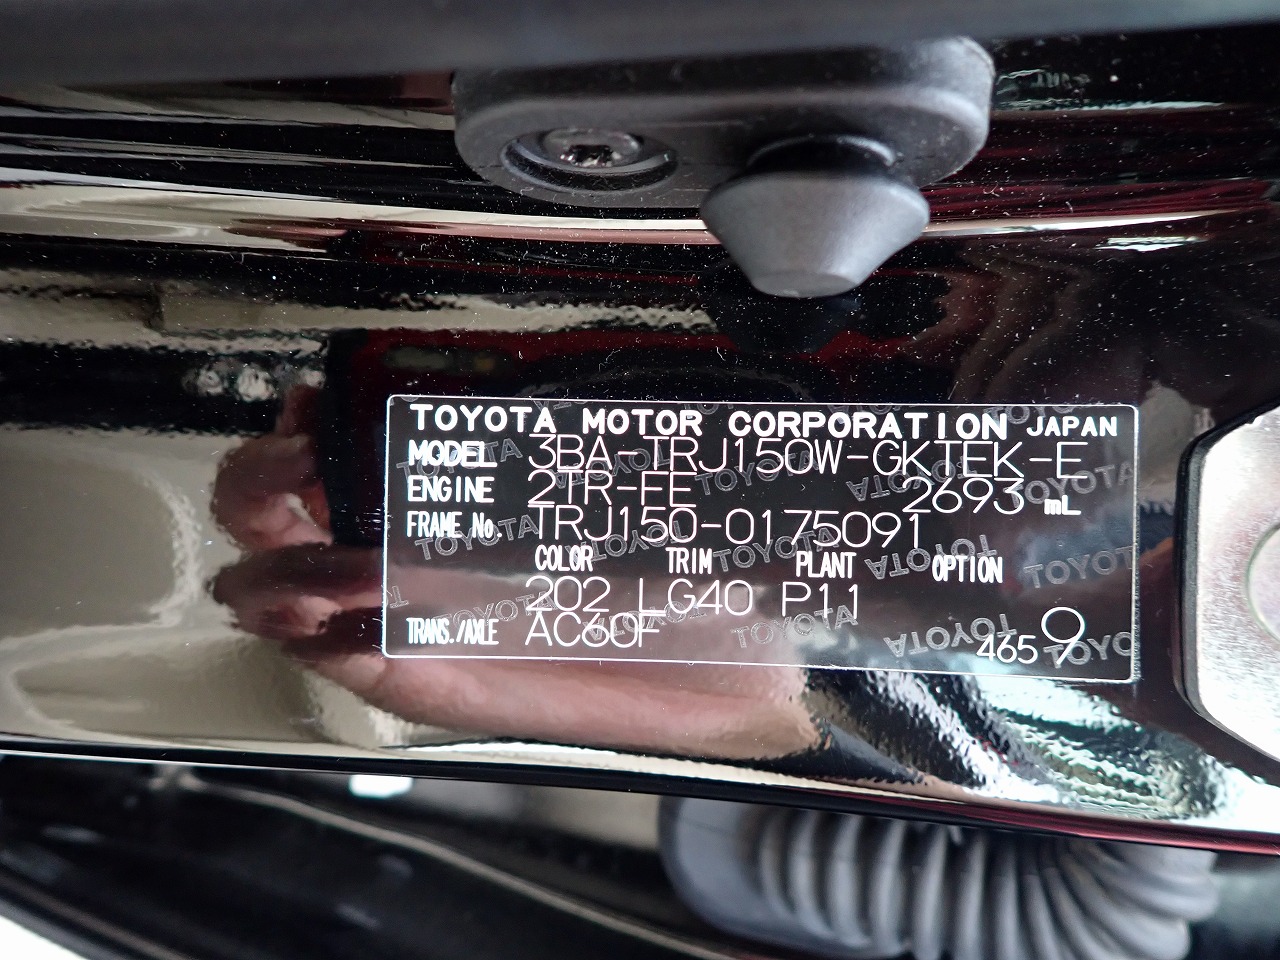 TOYOTA MOTOR CORPORATION JAPAN
MODEL 3BA-TRJ150W-GKTEK-E
ENGINE 2TR-FE 2693 mL
FRAME No. TRJ150-0175091
COLOR TRIM PLANT OPTION
202 LG40 P11
TRANS./AXLE AC60F
465 9